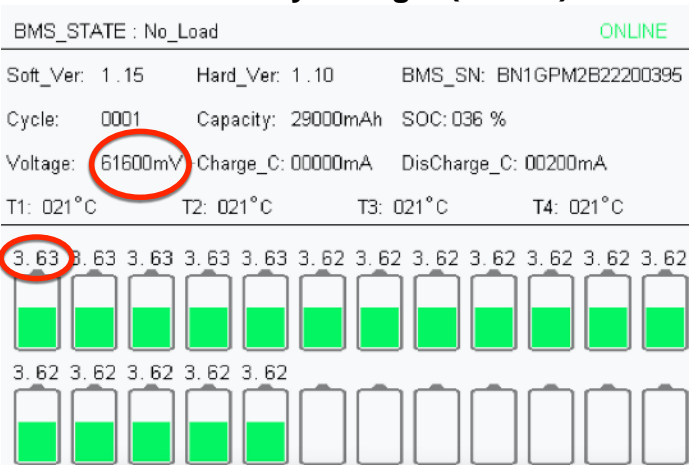 BMS_STATE : No_Load ONLINE
Soft_Ver: 1.15 Hard_Ver: 1.10 BMS_SN: BN1GPM2B22200395
Cycle: 0001 Capacity: 29000mAh SOC: 036 %
Voltage: 61600mV Charge_C: 00000mA DisCharge_C: 00200mA
T1: 021°C T2: 021°C T3: 021°C T4: 021°C
3.63 3.63 3.63 3.63 3.63 3.62 3.62 3.62 3.62 3.62 3.62 3.62
3.62 3.62 3.62 3.62 3.62